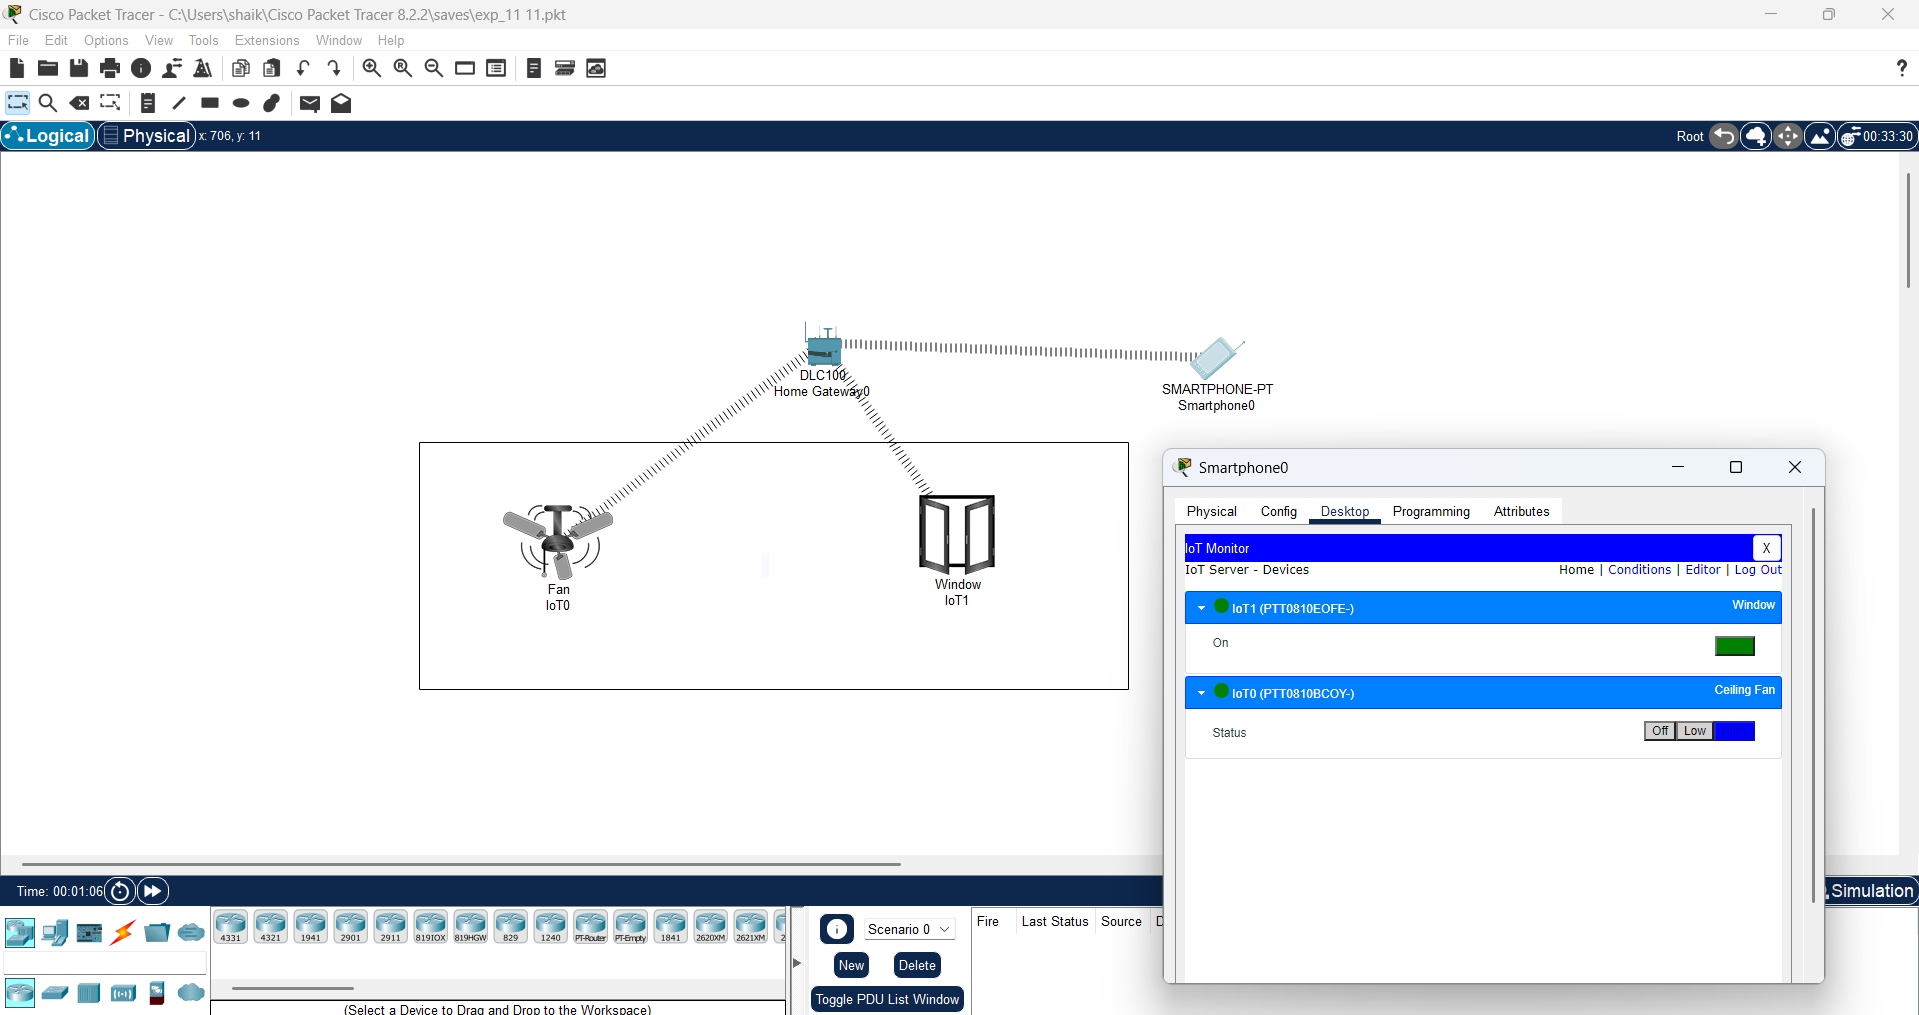 Cisco Packet Tracer - C:\Users\shaik\Cisco Packet Tracer 8.2.2\saves\exp_11 11.pkt
File Edit Options View Tools Extensions Window Help
Logical Physical x: 706, y: 11 Root 00:33:30
DLC100
Home Gateway0
SMARTPHONE-PT
Smartphone0
Fan
IoT0
Window
IoT1
Smartphone0
Physical Config Desktop Programming Attributes
IoT Monitor X
IoT Server - Devices Home | Conditions | Editor | Log Out
IoT1 (PTT0810EOFE-) Window
On
IoT0 (PTT0810BCOY-) Ceiling Fan
Status Off Low
Time: 00:01:06 Simulation
4331 4321 1941 2901 2911 819IOX 819HGW 829 1240 PT-Router PT-Empty 1841 2620XM 2621XM 2
Scenario 0
New Delete
Toggle PDU List Window
Fire Last Status Source D
(Select a Device to Drag and Drop to the Workspace)